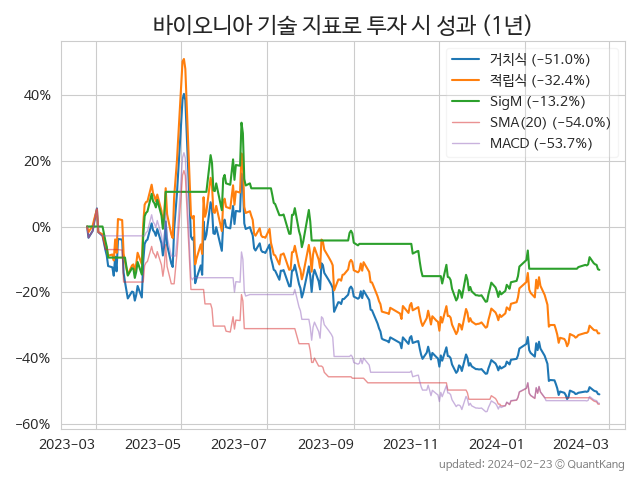 바이오니아 기술 지표로 투자 시 성과 (1년)
거치식 (−51.0%)
적립식 (−32.4%)
SigM (−13.2%)
SMA(20) (−54.0%)
MACD (−53.7%)
40%
20%
0%
−20%
−40%
−60%
2023-03
2023-05
2023-07
2023-09
2023-11
2024-01
2024-03
updated: 2024-02-23 © QuantKang